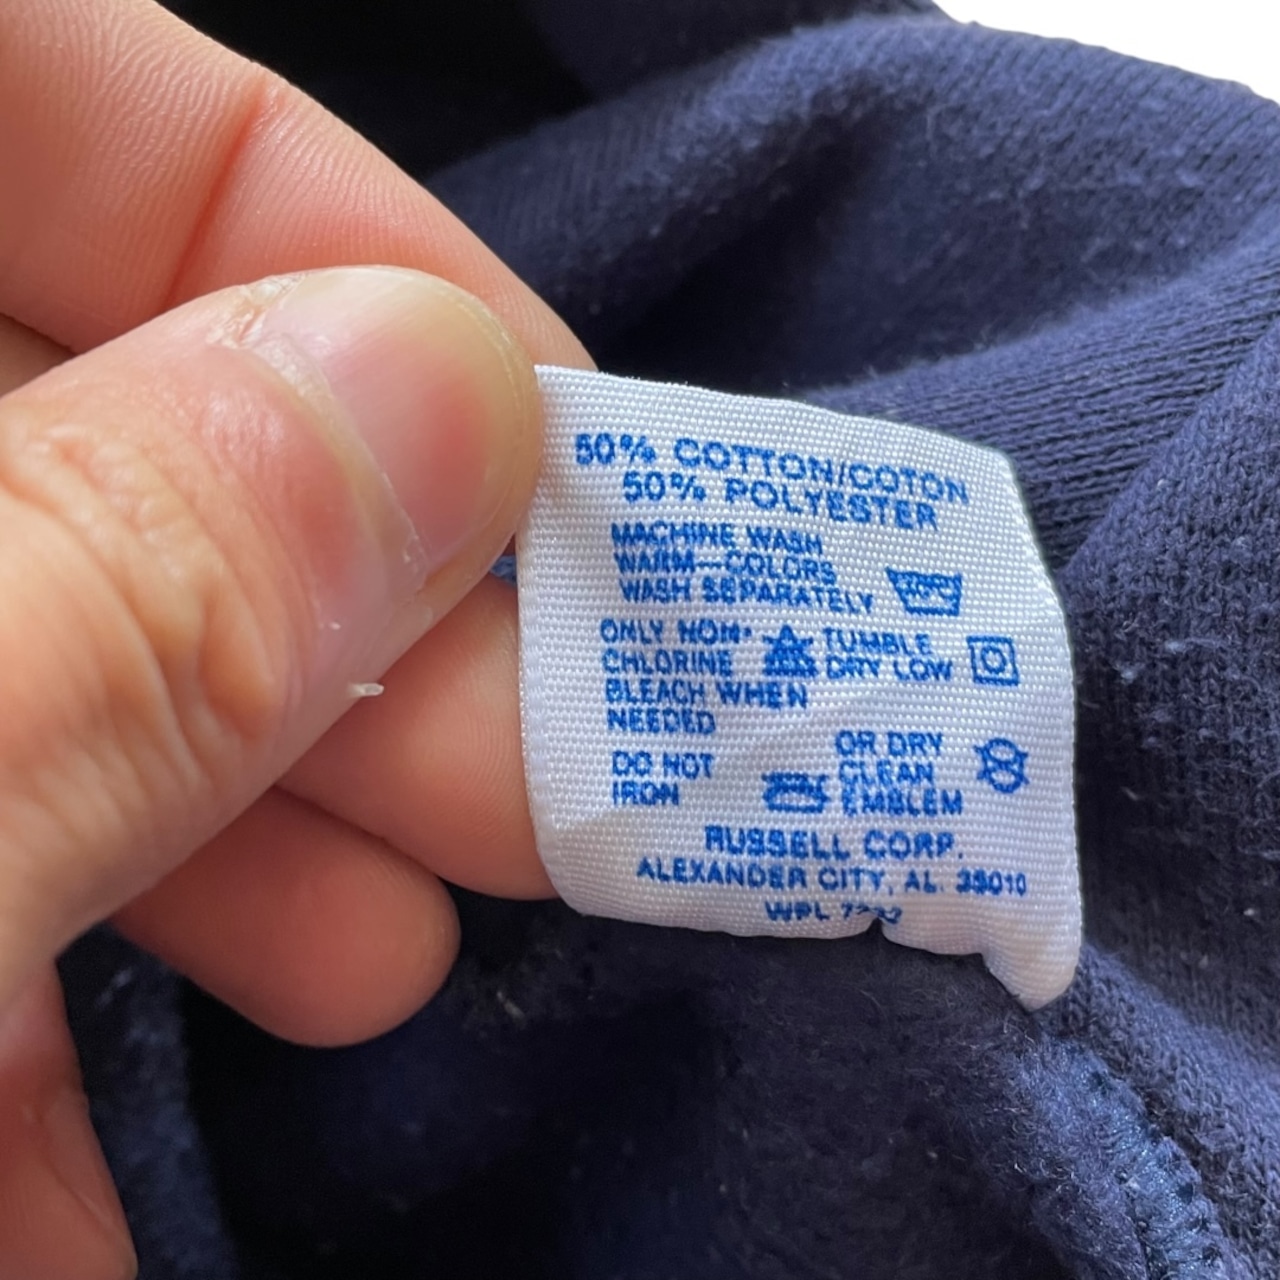 50% COTTON/COTON
50% POLYESTER
MACHINE WASH
WARM—COLORS
WASH SEPARATELY
ONLY NON-
CHLORINE
BLEACH WHEN
NEEDED
TUMBLE
DRY LOW
DO NOT
IRON
OR DRY
CLEAN
EMBLEM
RUSSELL CORP.
ALEXANDER CITY, AL. 35010
WPL